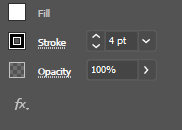 Fill
Stroke 4 pt
Opacity 100%
fx.